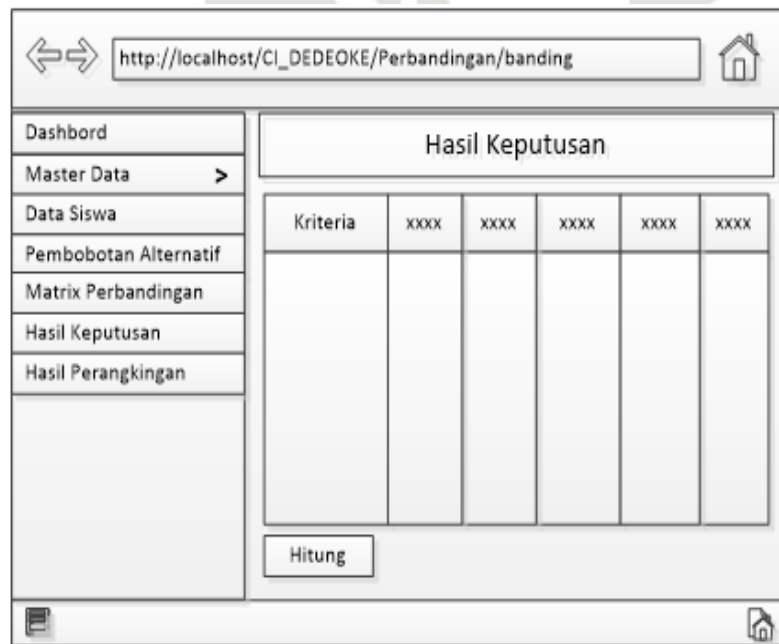 http://localhost/CI_DEDEOKE/Perbandingan/banding
Dashbord
Master Data >
Data Siswa
Pembobotan Alternatif
Matrix Perbandingan
Hasil Keputusan
Hasil Perangkingan
Hasil Keputusan
Kriteria xxxx xxxx xxxx xxxx xxxx
Hitung